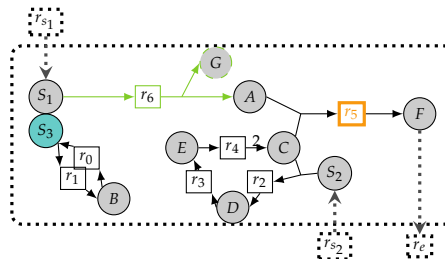 r_{s_1}
G
S_1 r_6 A r_5 F
S_3
E r_4 2 C
r_0
r_1 r_3 r_2 S_2
B D
r_{s_2} r_e